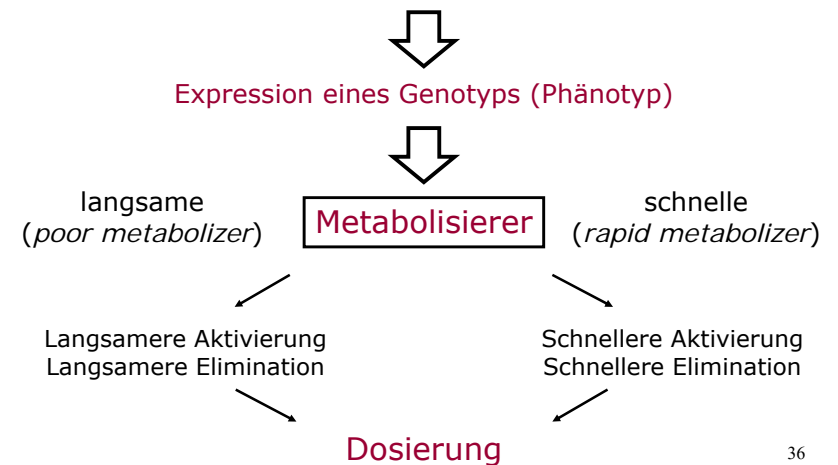 Expression eines Genotyps (Phänotyp)
langsame
(poor metabolizer)
Metabolisierer
schnelle
(rapid metabolizer)
Langsamere Aktivierung
Langsamere Elimination
Schnellere Aktivierung
Schnellere Elimination
Dosierung
36